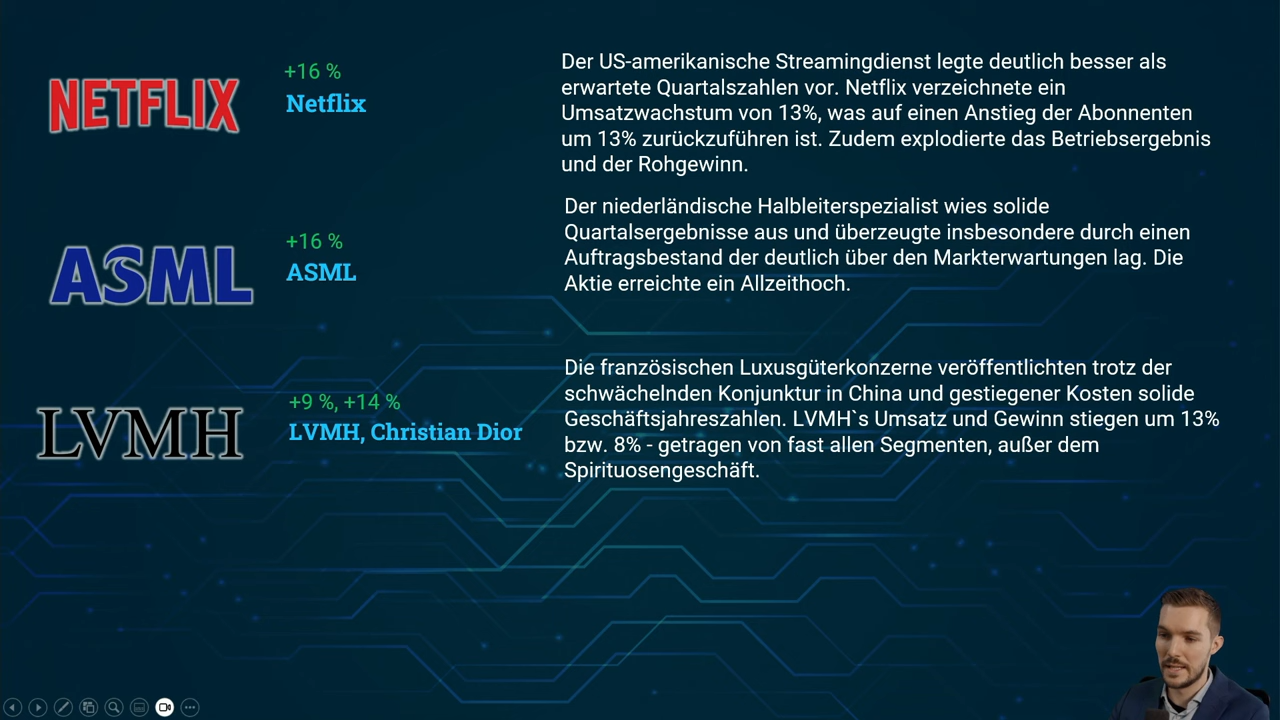 NETFLIX
+16 %
Netflix
Der US-amerikanische Streamingdienst legte deutlich besser als
erwartete Quartalszahlen vor. Netflix verzeichnete ein
Umsatzwachstum von 13%, was auf einen Anstieg der Abonnenten
um 13% zurückzuführen ist. Zudem explodierte das Betriebsergebnis
und der Rohgewinn.
ASML
+16 %
ASML
Der niederländische Halbleiterspezialist wies solide
Quartalsergebnisse aus und überzeugte insbesondere durch einen
Auftragsbestand der deutlich über den Markterwartungen lag. Die
Aktie erreichte ein Allzeithoch.
LVMH
+9 %, +14 %
LVMH, Christian Dior
Die französischen Luxusgüterkonzerne veröffentlichten trotz der
schwächelnden Konjunktur in China und gestiegener Kosten solide
Geschäftsjahreszahlen. LVMH`s Umsatz und Gewinn stiegen um 13%
bzw. 8% - getragen von fast allen Segmenten, außer dem
Spirituosengeschäft.